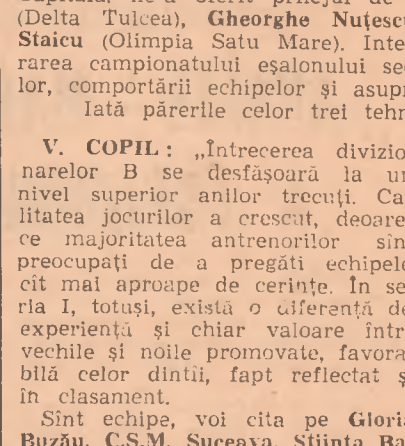 (Delta Tulcea), Gheorghe Nuțesc
Staicu (Olimpia Satu Mare). Inte
rarea campionatului eșalonului se
lor, comportării echipelor și asupr
Iată părerile celor trei tehr
V. COPIL: „Întrecerea divizio
narelor B se desfășoară la un
nivel superior anilor trecuți. Ca
litatea jocurilor a crescut, deoare
ce majoritatea antrenorilor sîn
preocupați de a pregăti echipele
cît mai aproape de cerințe. În se
ria I, totuși, există o diferență de
experiență și chiar valoare într
vechile și noile promovate, favora
bilă celor dintîi, fapt reflectat ș
în clasament.
Sînt echipe, voi cita pe Gloria
Buzău, C.S.M. Suceava, Știința Ba